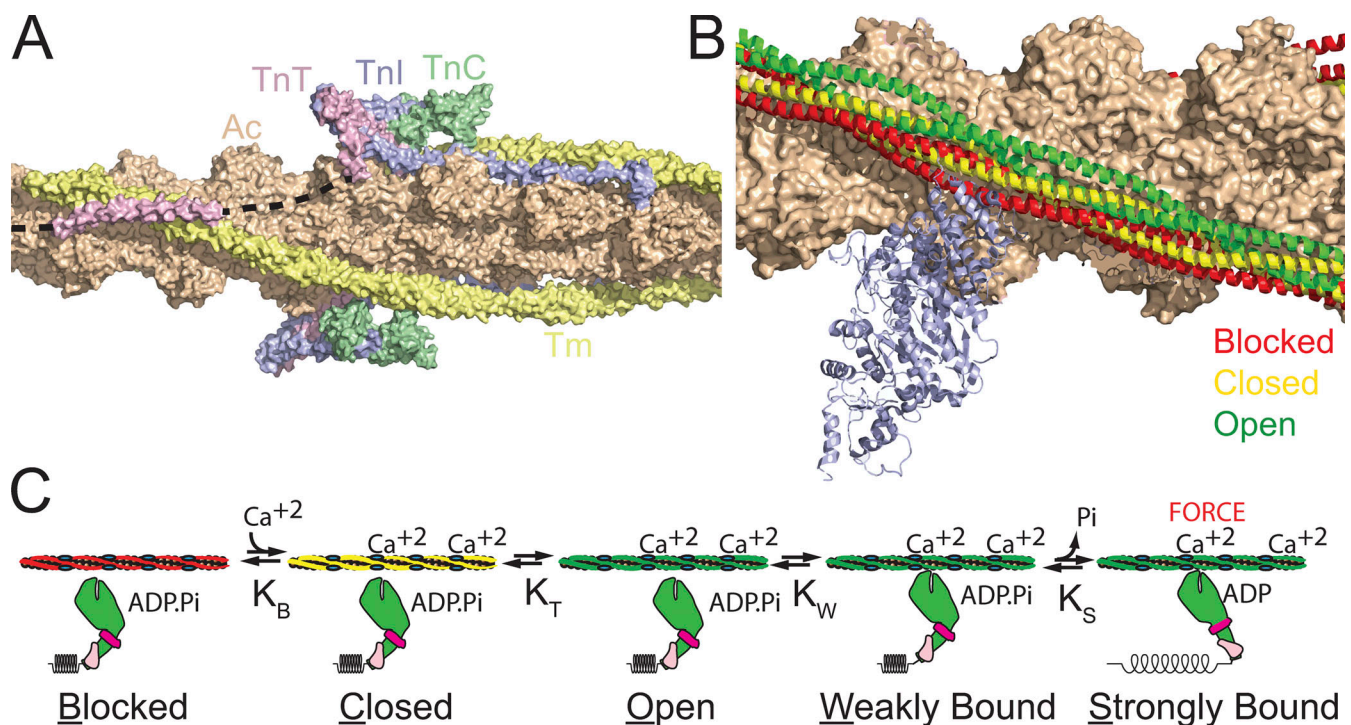 A
TnT TnI TnC
Ac
Tm
B
Blocked
Closed
Open
C
Ca+2 Ca+2 Ca+2 Ca+2 Ca+2 Ca+2 Ca+2 Pi FORCE Ca+2 Ca+2
ADP.Pi KB ADP.Pi KT ADP.Pi KW ADP.Pi KS ADP
Blocked Closed Open Weakly Bound Strongly Bound